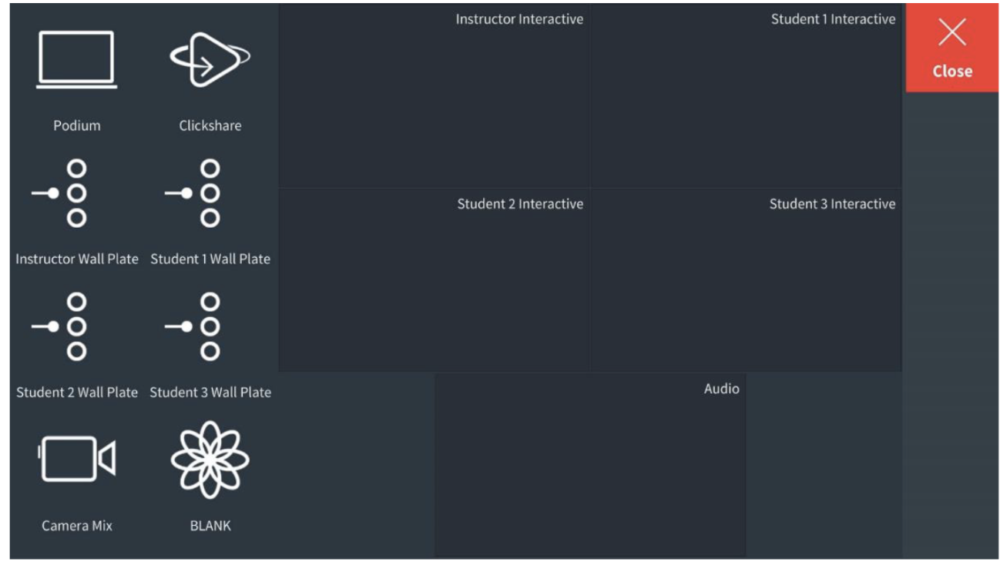 Instructor Interactive
Student 1 Interactive
Close
Podium
Clickshare
Student 2 Interactive
Student 3 Interactive
Instructor Wall Plate
Student 1 Wall Plate
Student 2 Wall Plate
Student 3 Wall Plate
Audio
Camera Mix
BLANK